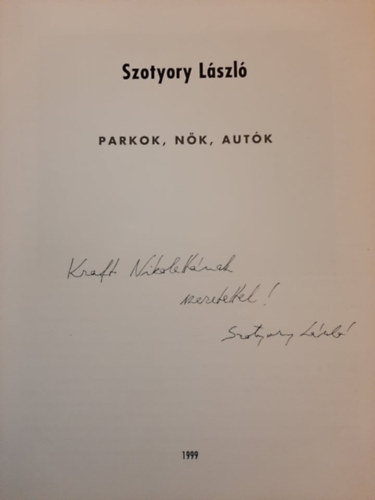 Szotyory László
PARKOK, NŐK, AUTÓK
Kraft Nikolettának
szeretettel!
Szotyory László
1999